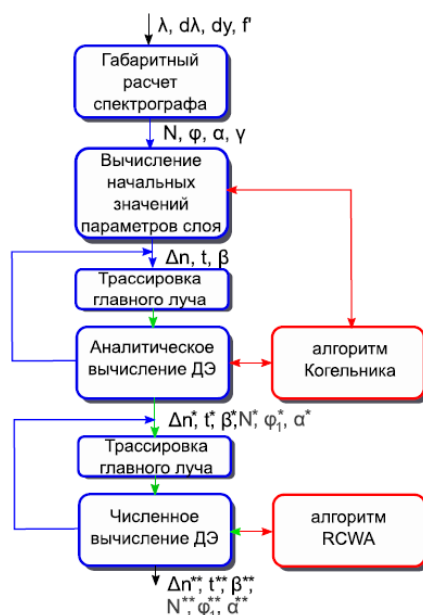 λ, dλ, dy, f'
Габаритный
расчет
спектрографа
N, φ, α, γ
Вычисление
начальных
значений
параметров слоя
Δn, t, β
Трассировка
главного луча
Аналитическое
вычисление ДЭ
алгоритм
Когельника
Δn*, t*, β*, N*, φ₁*, α*
Трассировка
главного луча
Численное
вычисление ДЭ
алгоритм
RCWA
Δn**, t**, β**,
N**, φ₁**, α**